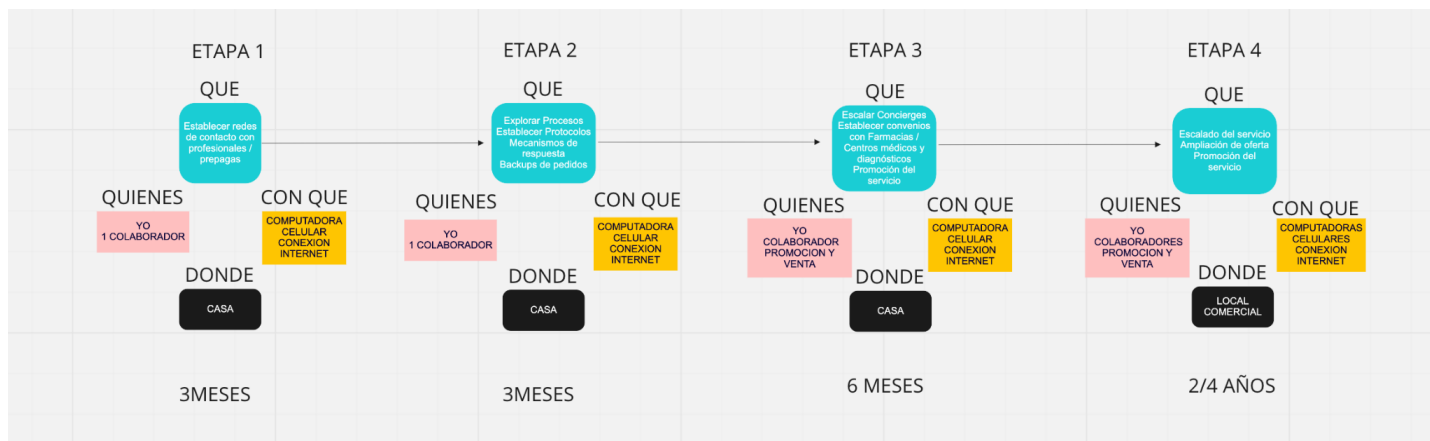 ETAPA 1
QUE
Establecer redes
de contacto con
profesionales /
prepagas
QUIENES
YO
1 COLABORADOR
CON QUE
COMPUTADORA
CELULAR
CONEXION
INTERNET
DONDE
CASA
3MESES
ETAPA 2
QUE
Explorar Procesos
Establecer Protocolos
Mecanismos de
respuesta
Backups de pedidos
QUIENES
YO
1 COLABORADOR
CON QUE
COMPUTADORA
CELULAR
CONEXION
INTERNET
DONDE
CASA
3MESES
ETAPA 3
QUE
Escalar Concierges
Establecer convenios
con Farmacias /
Centros médicos y
diagnósticos
Promoción del
servicio
QUIENES
YO
COLABORADOR
PROMOCION Y
VENTA
CON QUE
COMPUTADORA
CELULAR
CONEXION
INTERNET
DONDE
CASA
6 MESES
ETAPA 4
QUE
Escalado del servicio
Ampliación de oferta
Promoción del
servicio
QUIENES
YO
COLABORADORES
PROMOCION Y
VENTA
CON QUE
COMPUTADORAS
CELULARES
CONEXION
INTERNET
DONDE
LOCAL
COMERCIAL
2/4 AÑOS